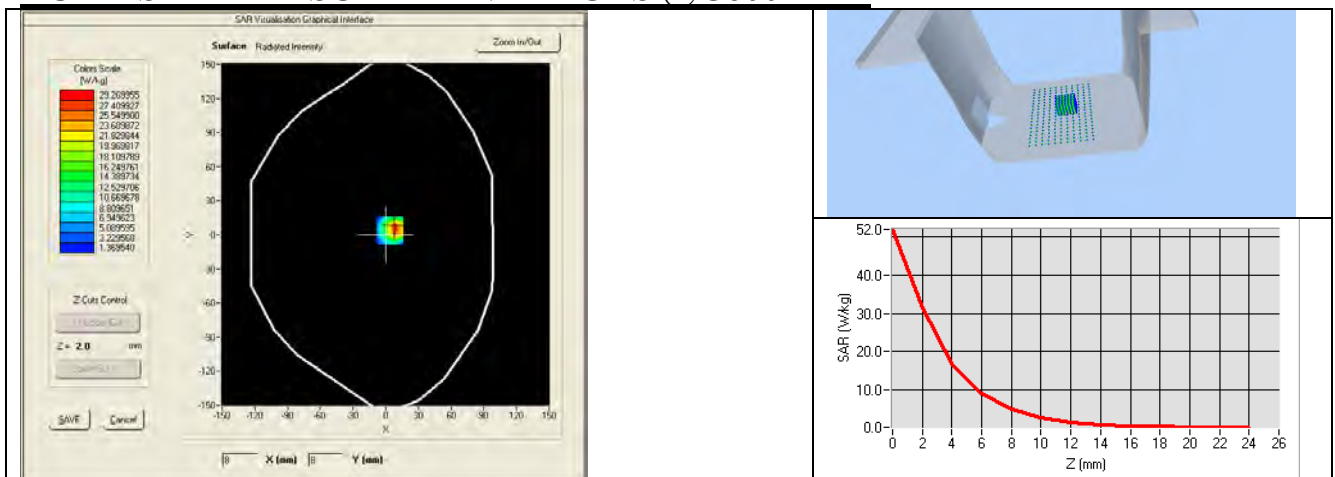 SAR Visualisation Graphical Interface
Surface Radiated Intensity
Zoom In/Out
Colors Scale
(W/kg)
29.269955
27.409927
25.549900
23.689872
21.829844
19.969817
18.109789
16.249761
14.389734
12.529706
10.669678
8.809651
6.949623
5.089595
3.229568
1.369540
Z Cuts Control
Z = 2.0 mm
SAVE
Cancel
150-
120-
90-
60-
30-
0-
-30-
-60-
-90-
-120-
-150-
Y
-150 -120 -90 -60 -30 0 30 60 90 120 150
X
8 X (mm) 8 Y (mm)
52.0-
40.0-
30.0-
20.0-
10.0-
0.0-
SAR (W/kg)
0 2 4 6 8 10 12 14 16 18 20 22 24 26
Z (mm)